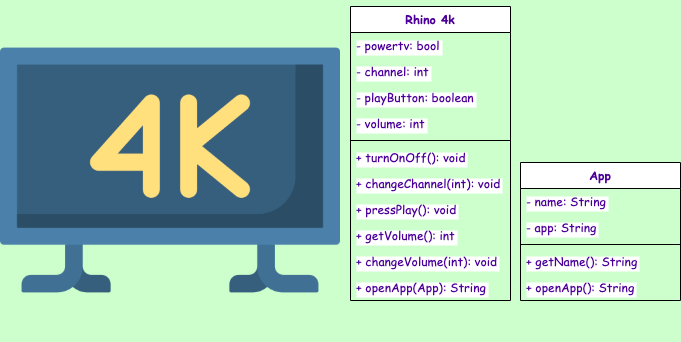 4K
Rhino 4k
- powertv: bool
- channel: int
- playButton: boolean
- volume: int
+ turnOnOff(): void
+ changeChannel(int): void
+ pressPlay(): void
+ getVolume(): int
+ changeVolume(int): void
+ openApp(App): String
App
- name: String
- app: String
+ getName(): String
+ openApp(): String